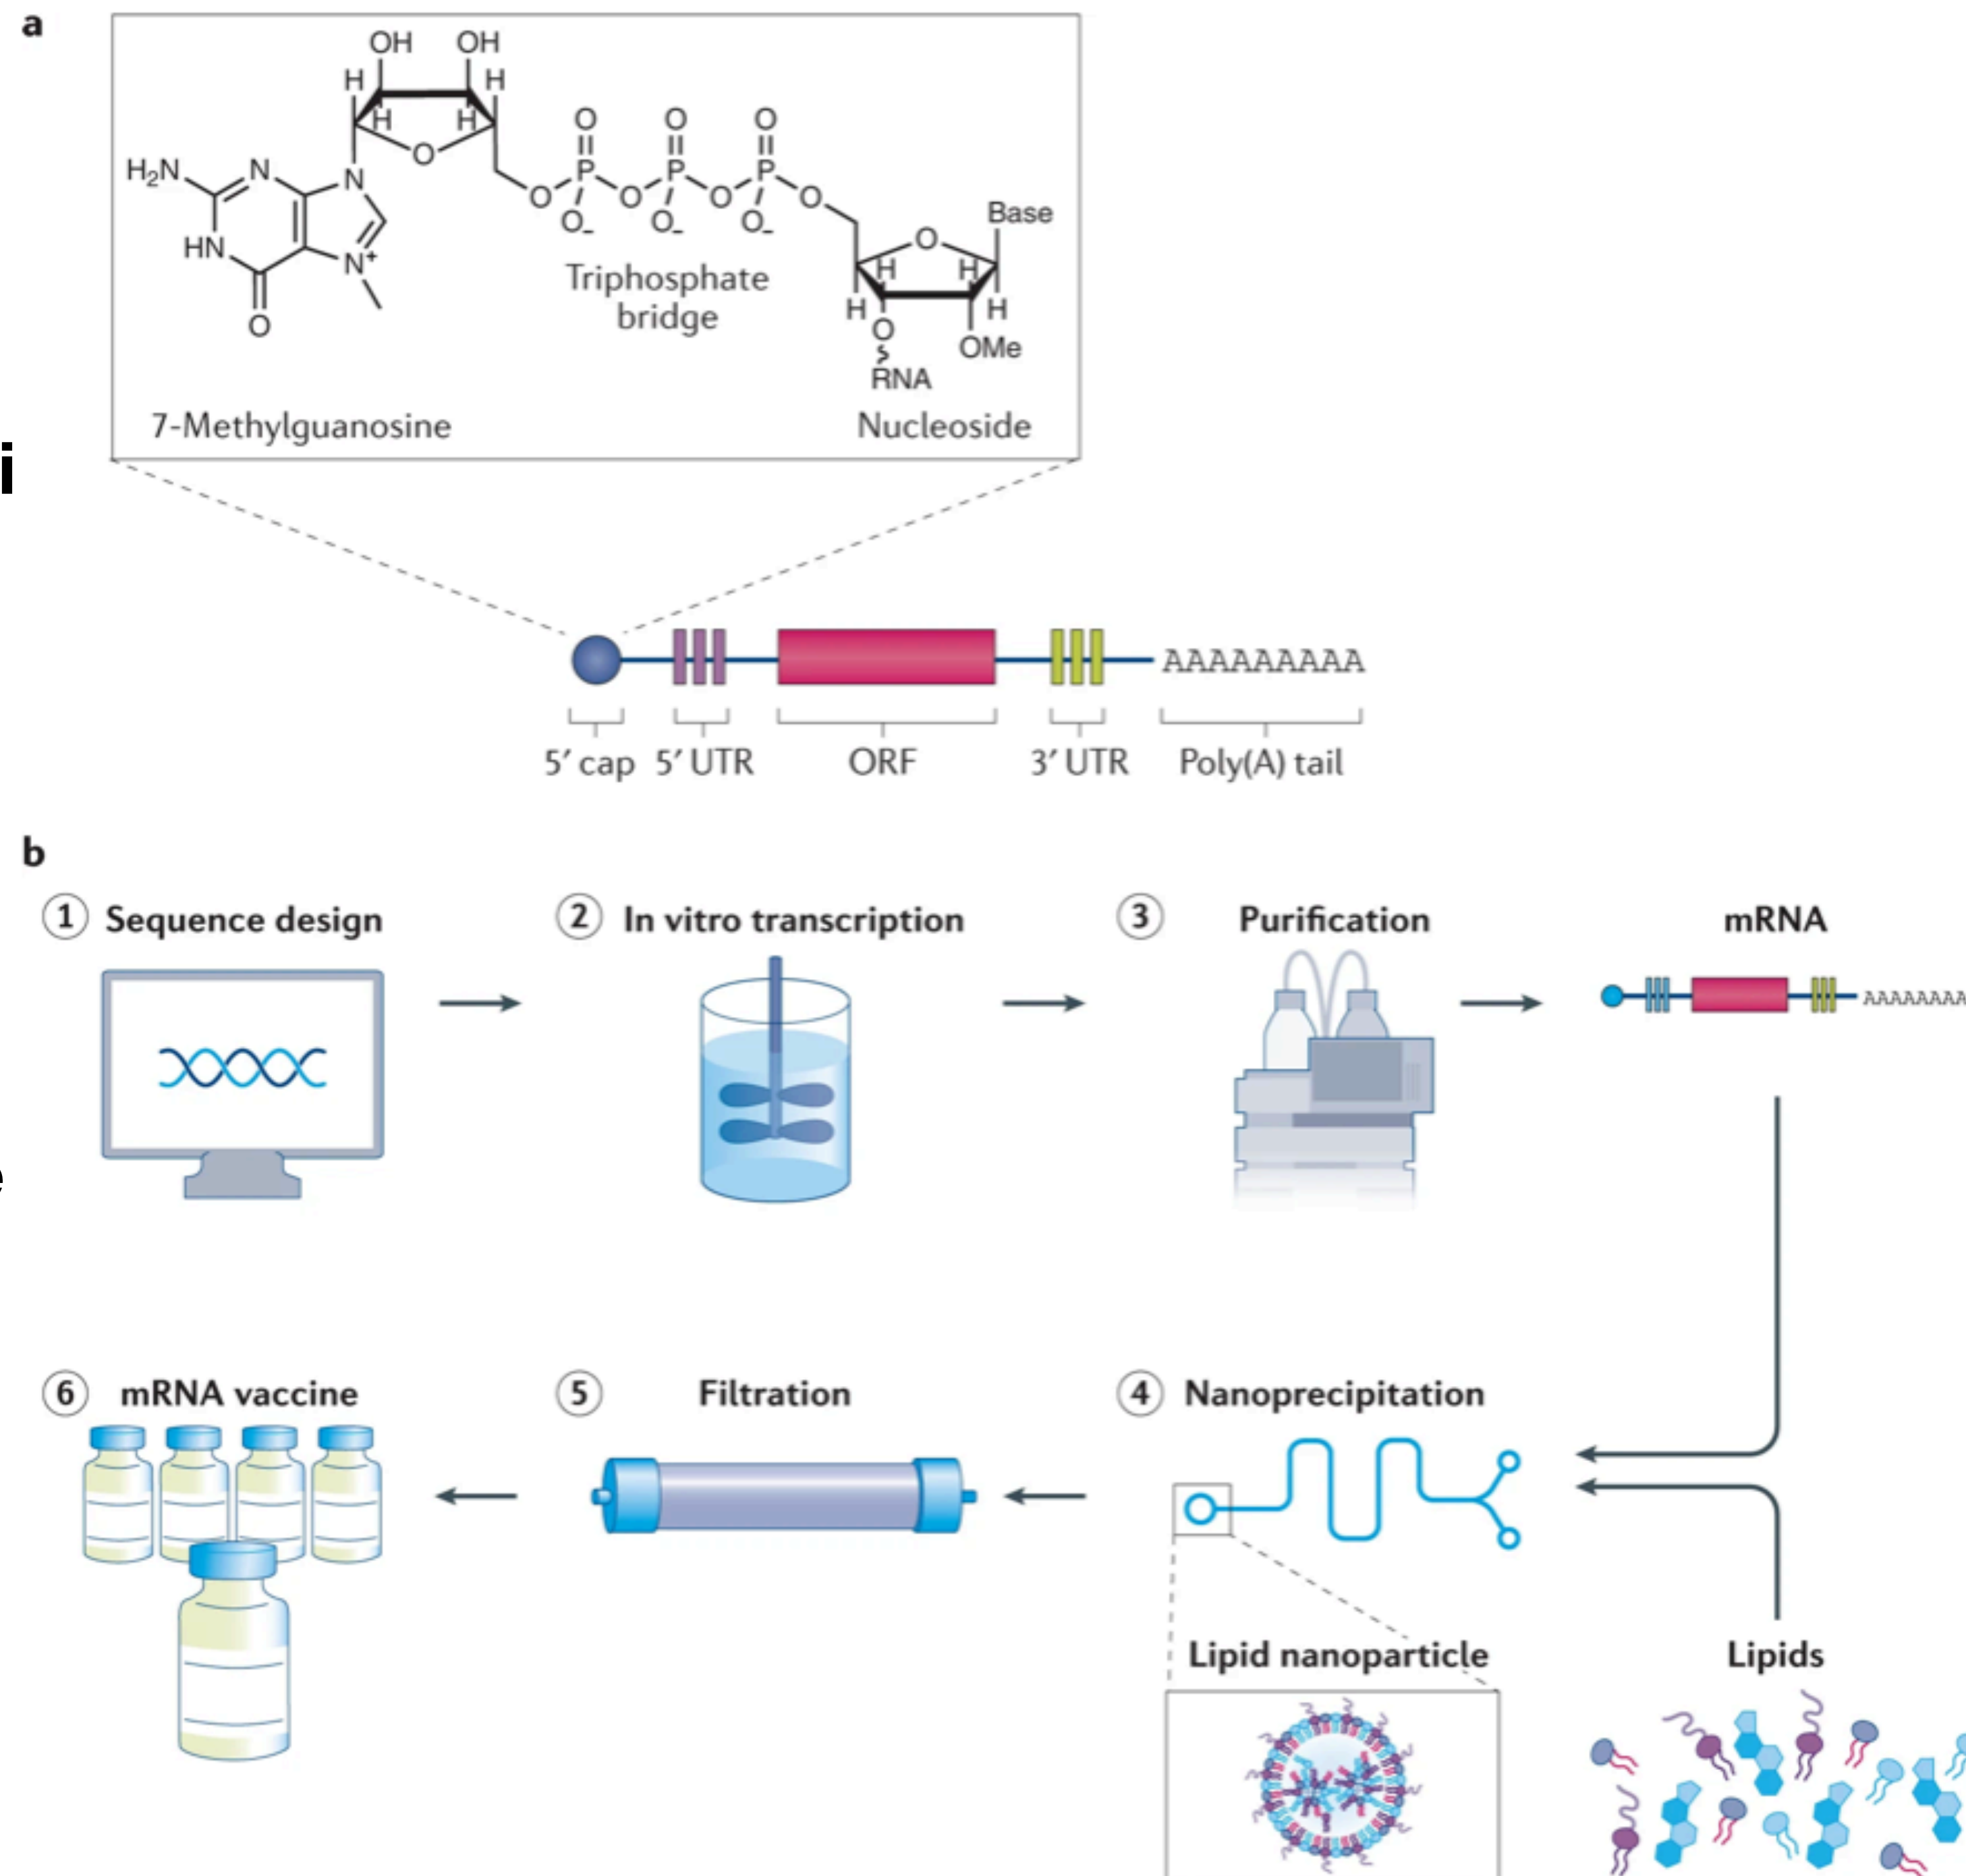 a
OH OH
H H
H H
O
O O O
H₂N N N P P P
O O O O
O- O- O-
HN N+
O
Base
O
H H
H H
O OMe
RNA
Triphosphate
bridge
7-Methylguanosine Nucleoside
i
AAAAAAAAA
5′ cap 5′ UTR ORF 3′ UTR Poly(A) tail
b
1 Sequence design 2 In vitro transcription 3 Purification mRNA
AAAAAAAA
e
6 mRNA vaccine 5 Filtration 4 Nanoprecipitation
Lipid nanoparticle Lipids